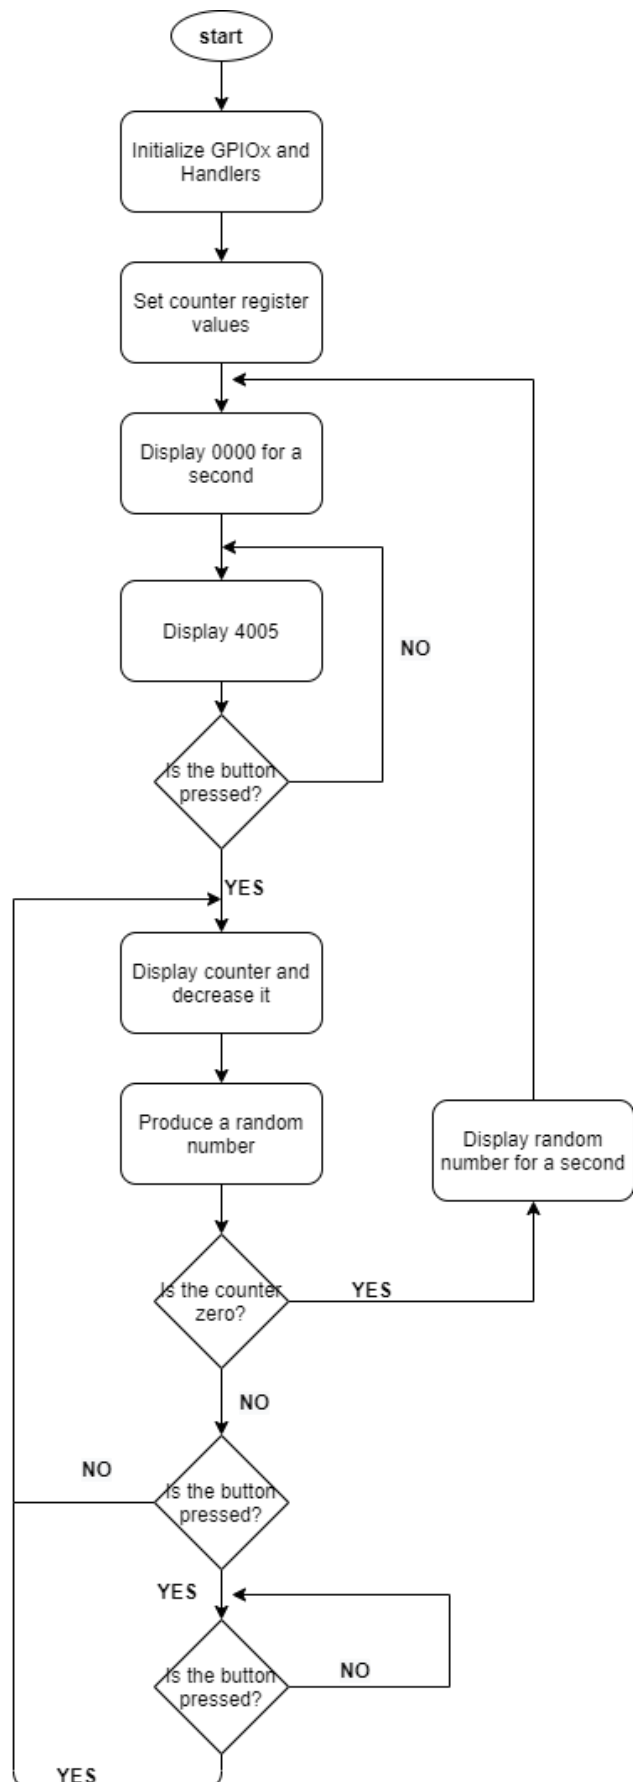 start
Initialize GPIOx and
Handlers
Set counter register
values
Display 0000 for a
second
Display 4005
NO
Is the button
pressed?
YES
Display counter and
decrease it
Produce a random
number
Display random
number for a second
Is the counter
zero?
YES
NO
NO
Is the button
pressed?
YES
Is the button
pressed?
NO
YES